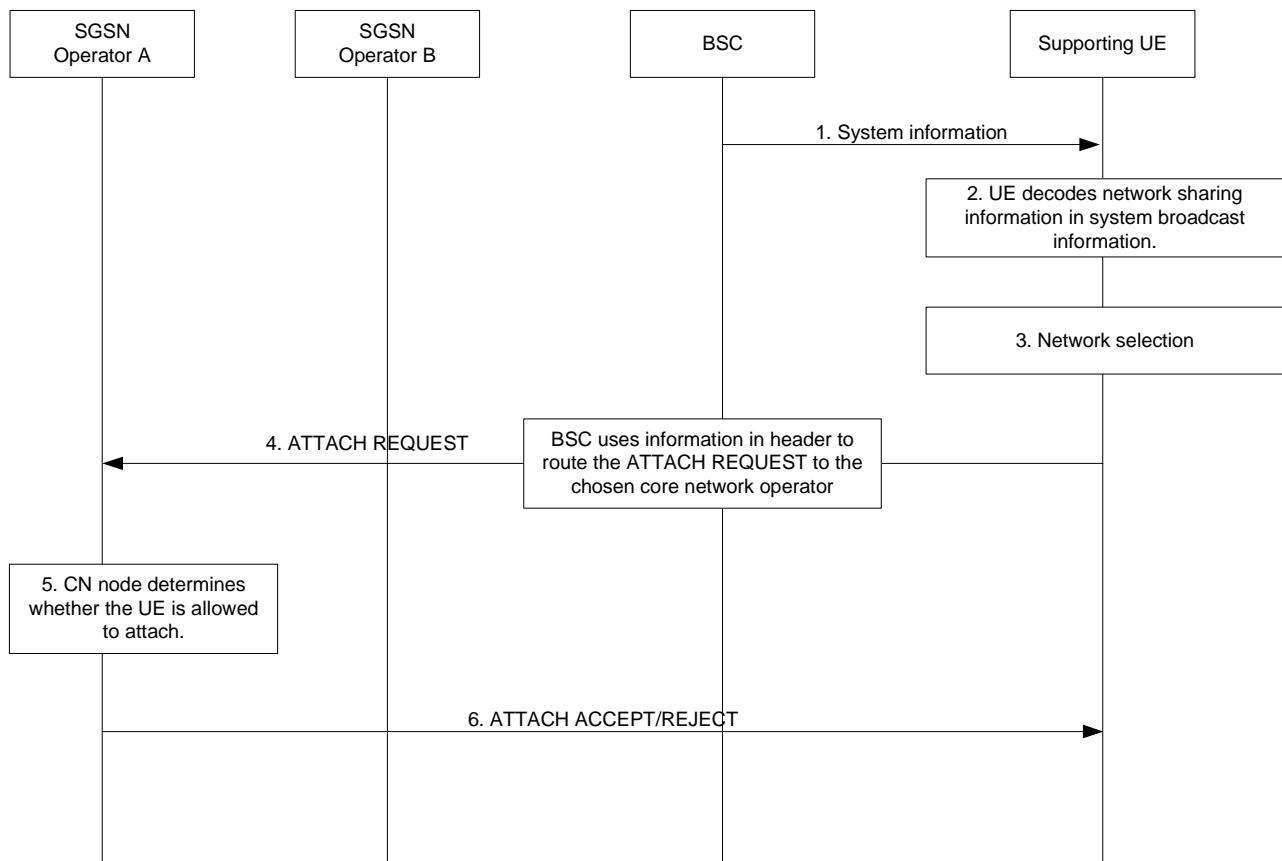 SGSN
Operator A
SGSN
Operator B
BSC
Supporting UE
1. System information
2. UE decodes network sharing
information in system broadcast
information.
3. Network selection
4. ATTACH REQUEST
BSC uses information in header to
route the ATTACH REQUEST to the
chosen core network operator
5. CN node determines
whether the UE is allowed
to attach.
6. ATTACH ACCEPT/REJECT